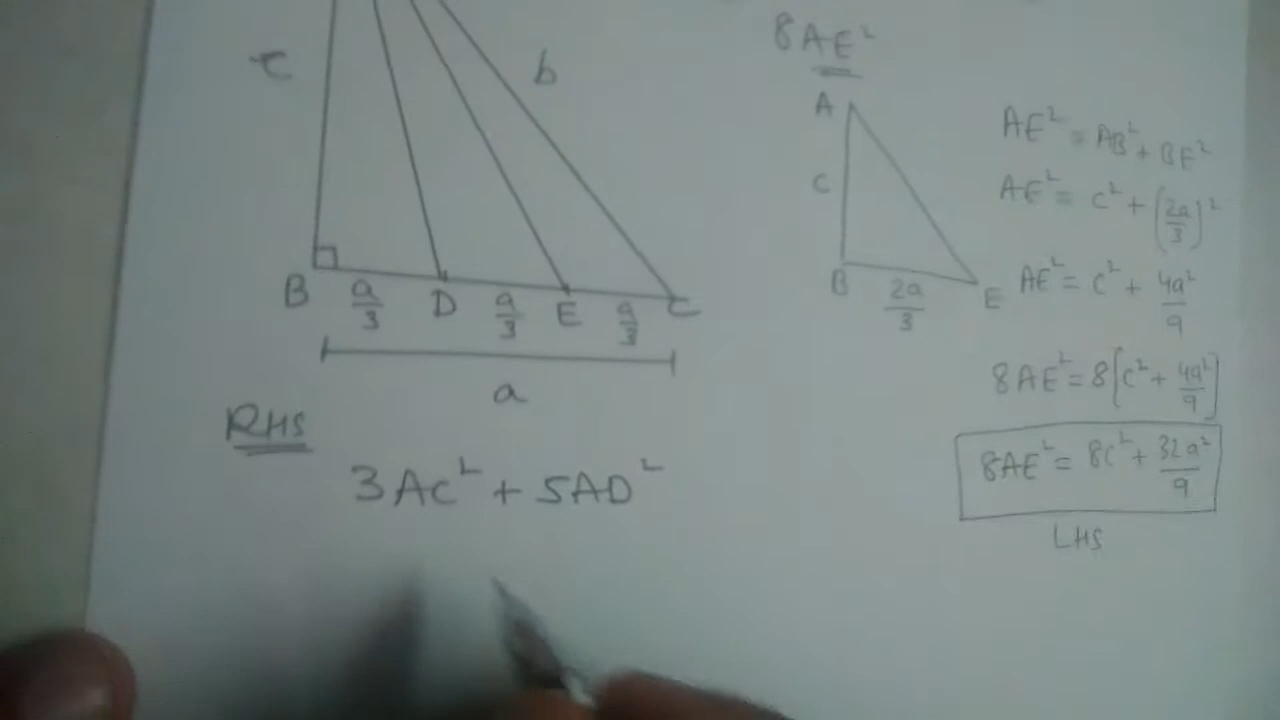 c
b
B
a/3
D
a/3
E
a/3
C
a
RHS
3AC² + 5AD²
8AE²
A
C
B
2a/3
E
AE² = AB² + BE²
AE² = c² + (2a/3)²
AE² = c² + 4a²/9
8AE² = 8[c² + 4a²/9]
8AE² = 8c² + 32a²/9
LHS